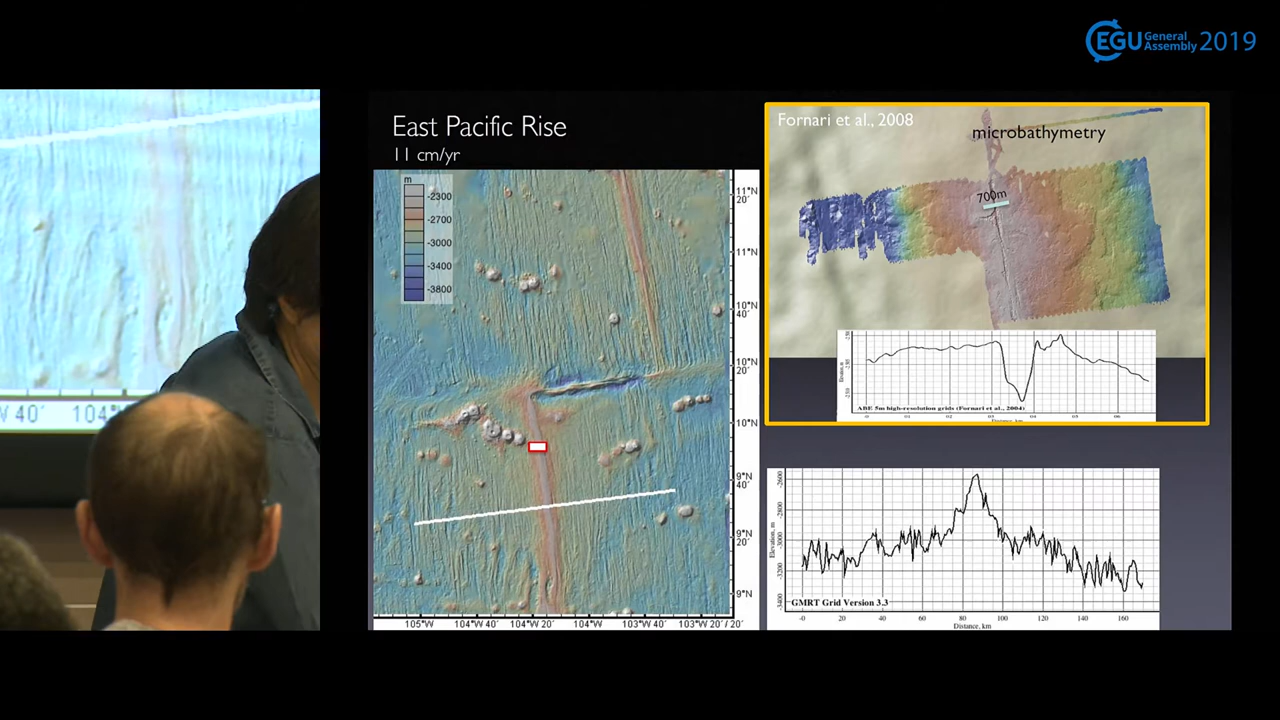 EGU General Assembly 2019
East Pacific Rise
11 cm/yr
m
-2300
-2700
-3000
-3400
-3800
11°N 20'
11°N
10°N 40'
10°N 20'
10°N
9°N 40'
9°N 20'
9°N
105°W
104°W 40'
104°W 20'
104°W
103°W 40'
103°W 20'
Fornari et al., 2008
microbathymetry
700m
ABE 5m high-resolution grids (Fornari et al., 2004)
Distance, km
Elevation, m
-2600
-2800
-3000
-3200
-3400
GMRT Grid Version 3.3
-0
20
40
60
80
100
120
140
160
Distance, km
W 40'
104°W